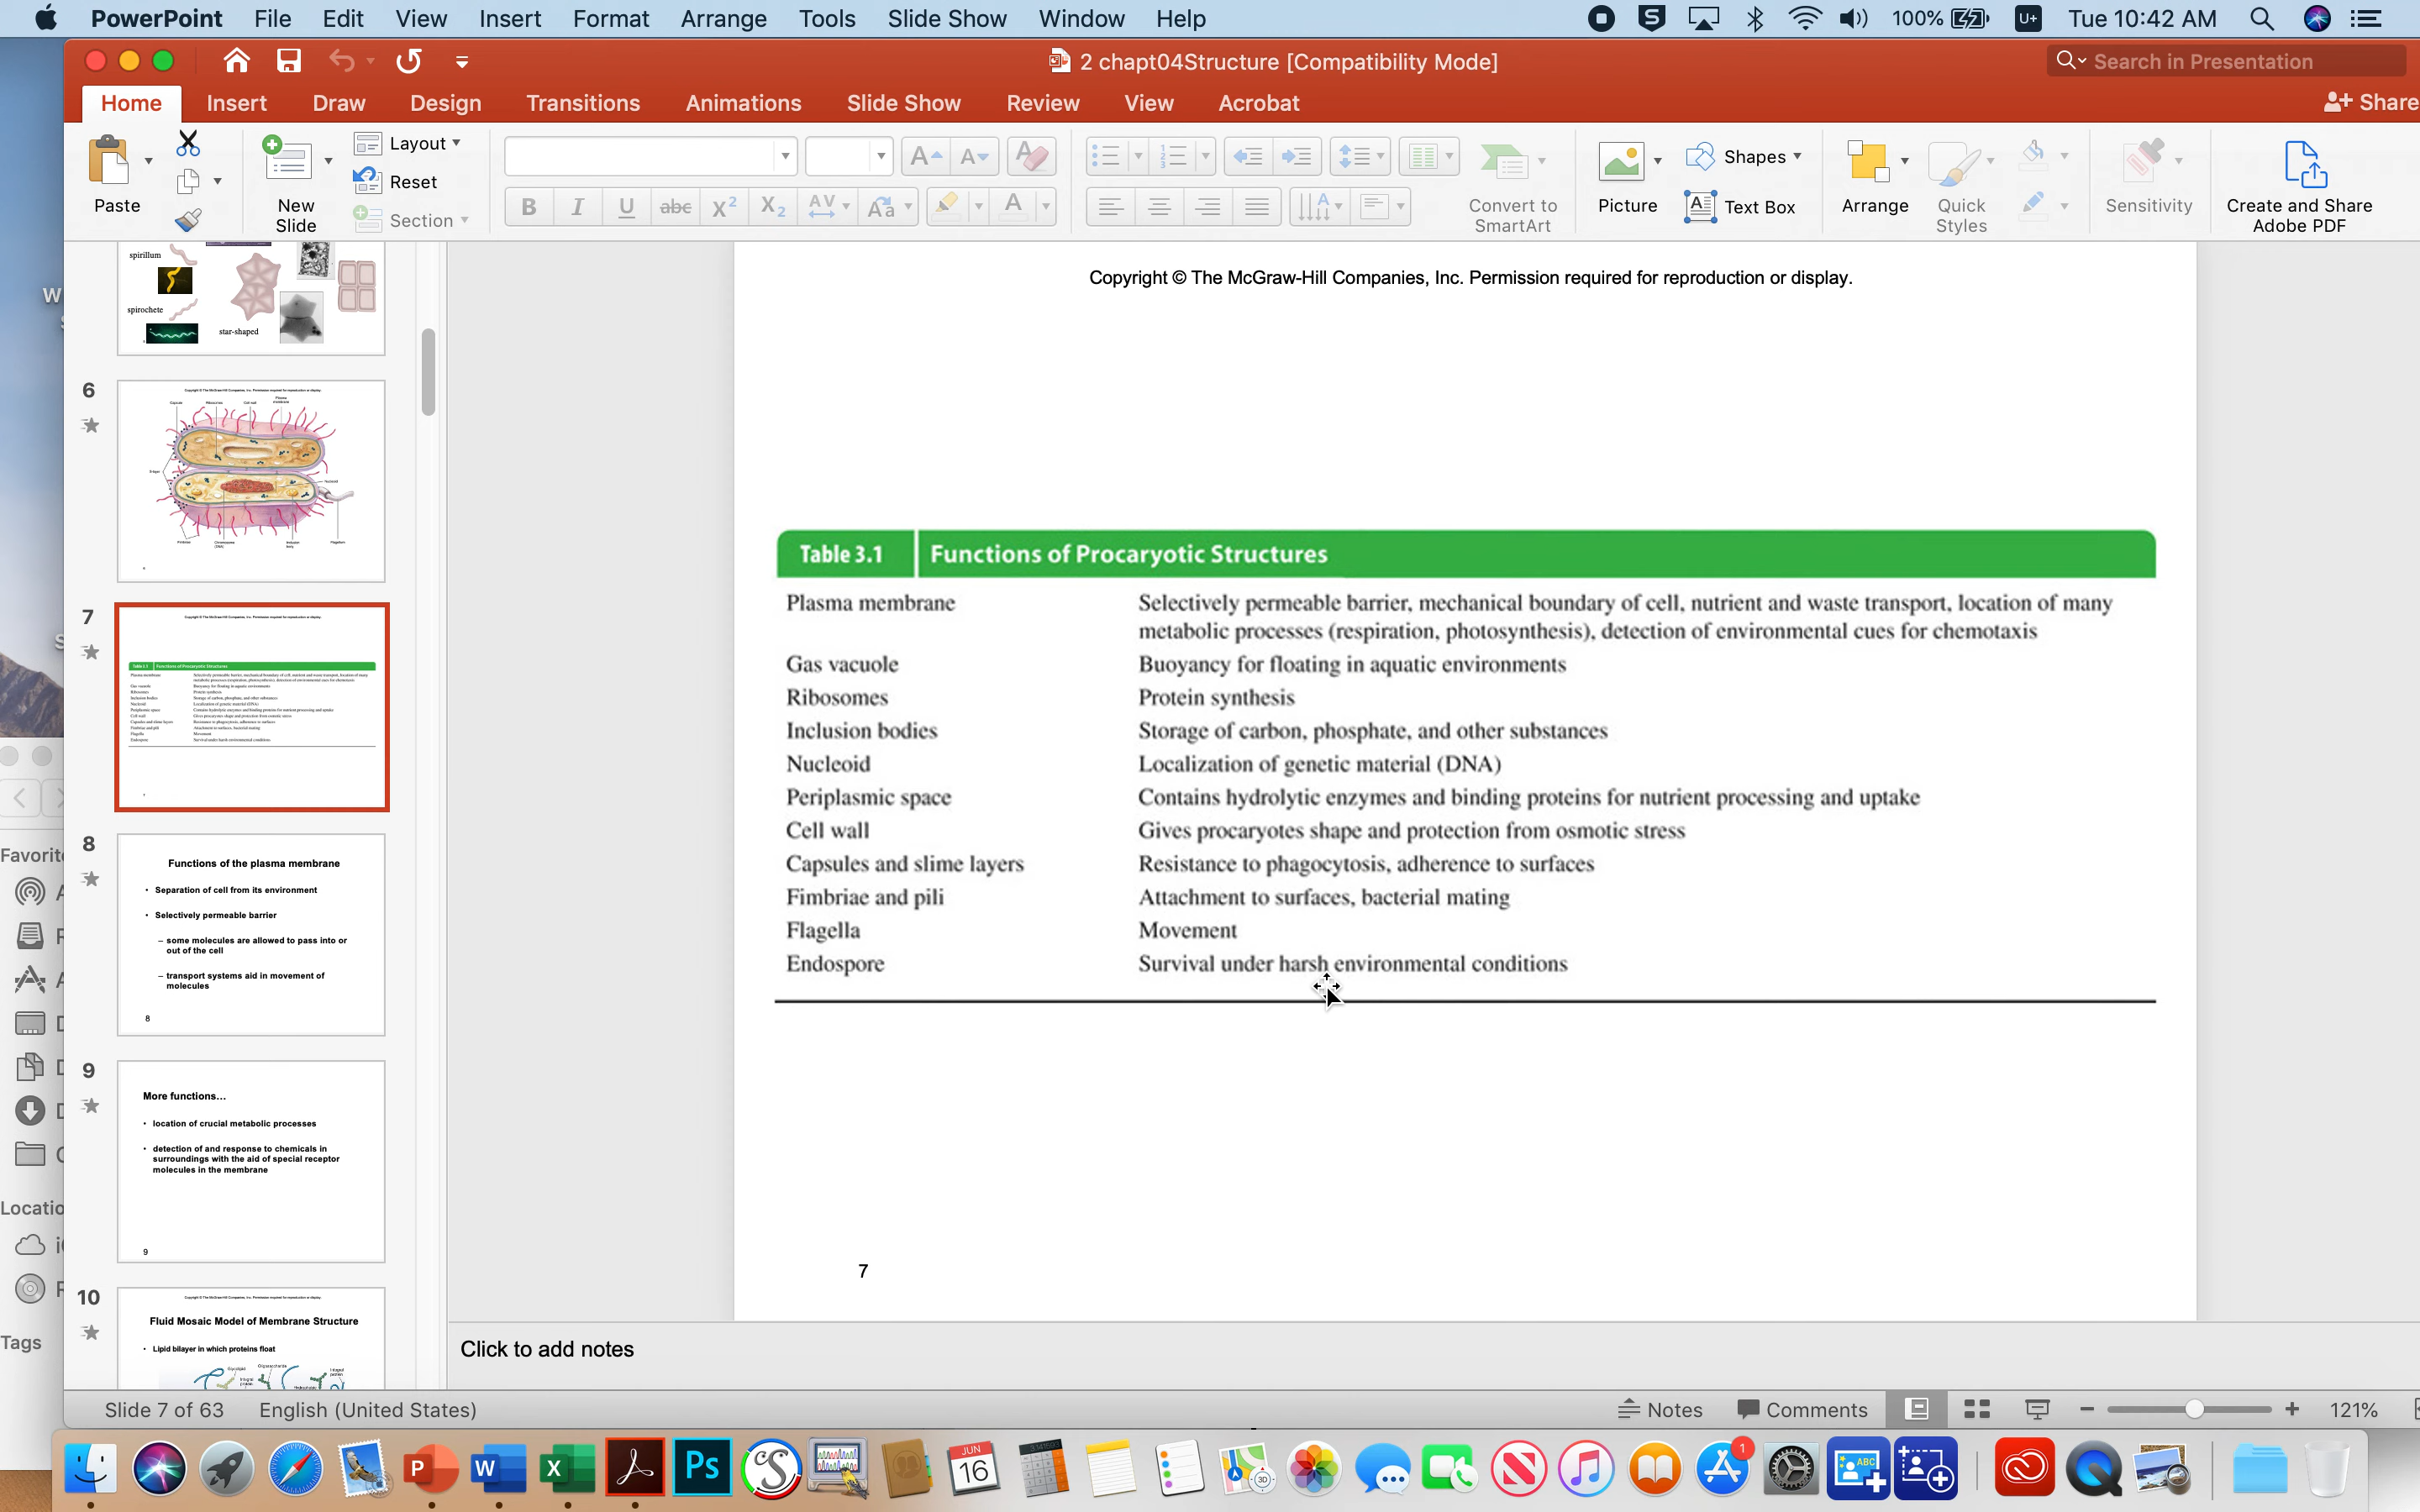 PowerPoint File Edit View Insert Format Arrange Tools Slide Show Window Help 100% U+ Tue 10:42 AM
2 chapt04Structure [Compatibility Mode]
Search in Presentation
Home Insert Draw Design Transitions Animations Slide Show Review View Acrobat Share
Paste
New Slide
Layout
Reset
Section
Convert to SmartArt
Picture
Shapes
Text Box
Arrange
Quick Styles
Sensitivity
Create and Share Adobe PDF
spirillum
spirochete
star-shaped
6
7
8
Functions of the plasma membrane
• Separation of cell from its environment
• Selectively permeable barrier
– some molecules are allowed to pass into or
out of the cell
– transport systems aid in movement of
molecules
8
9
More functions...
• location of crucial metabolic processes
• detection of and response to chemicals in
surroundings with the aid of special receptor
molecules in the membrane
9
10
Fluid Mosaic Model of Membrane Structure
• Lipid bilayer in which proteins float
Copyright © The McGraw-Hill Companies, Inc. Permission required for reproduction or display.
Table 3.1 Functions of Procaryotic Structures
Plasma membrane Selectively permeable barrier, mechanical boundary of cell, nutrient and waste transport, location of many
metabolic processes (respiration, photosynthesis), detection of environmental cues for chemotaxis
Gas vacuole Buoyancy for floating in aquatic environments
Ribosomes Protein synthesis
Inclusion bodies Storage of carbon, phosphate, and other substances
Nucleoid Localization of genetic material (DNA)
Periplasmic space Contains hydrolytic enzymes and binding proteins for nutrient processing and uptake
Cell wall Gives procaryotes shape and protection from osmotic stress
Capsules and slime layers Resistance to phagocytosis, adherence to surfaces
Fimbriae and pili Attachment to surfaces, bacterial mating
Flagella Movement
Endospore Survival under harsh environmental conditions
7
Click to add notes
Slide 7 of 63 English (United States) Notes Comments 121%
Tags
JUN
16